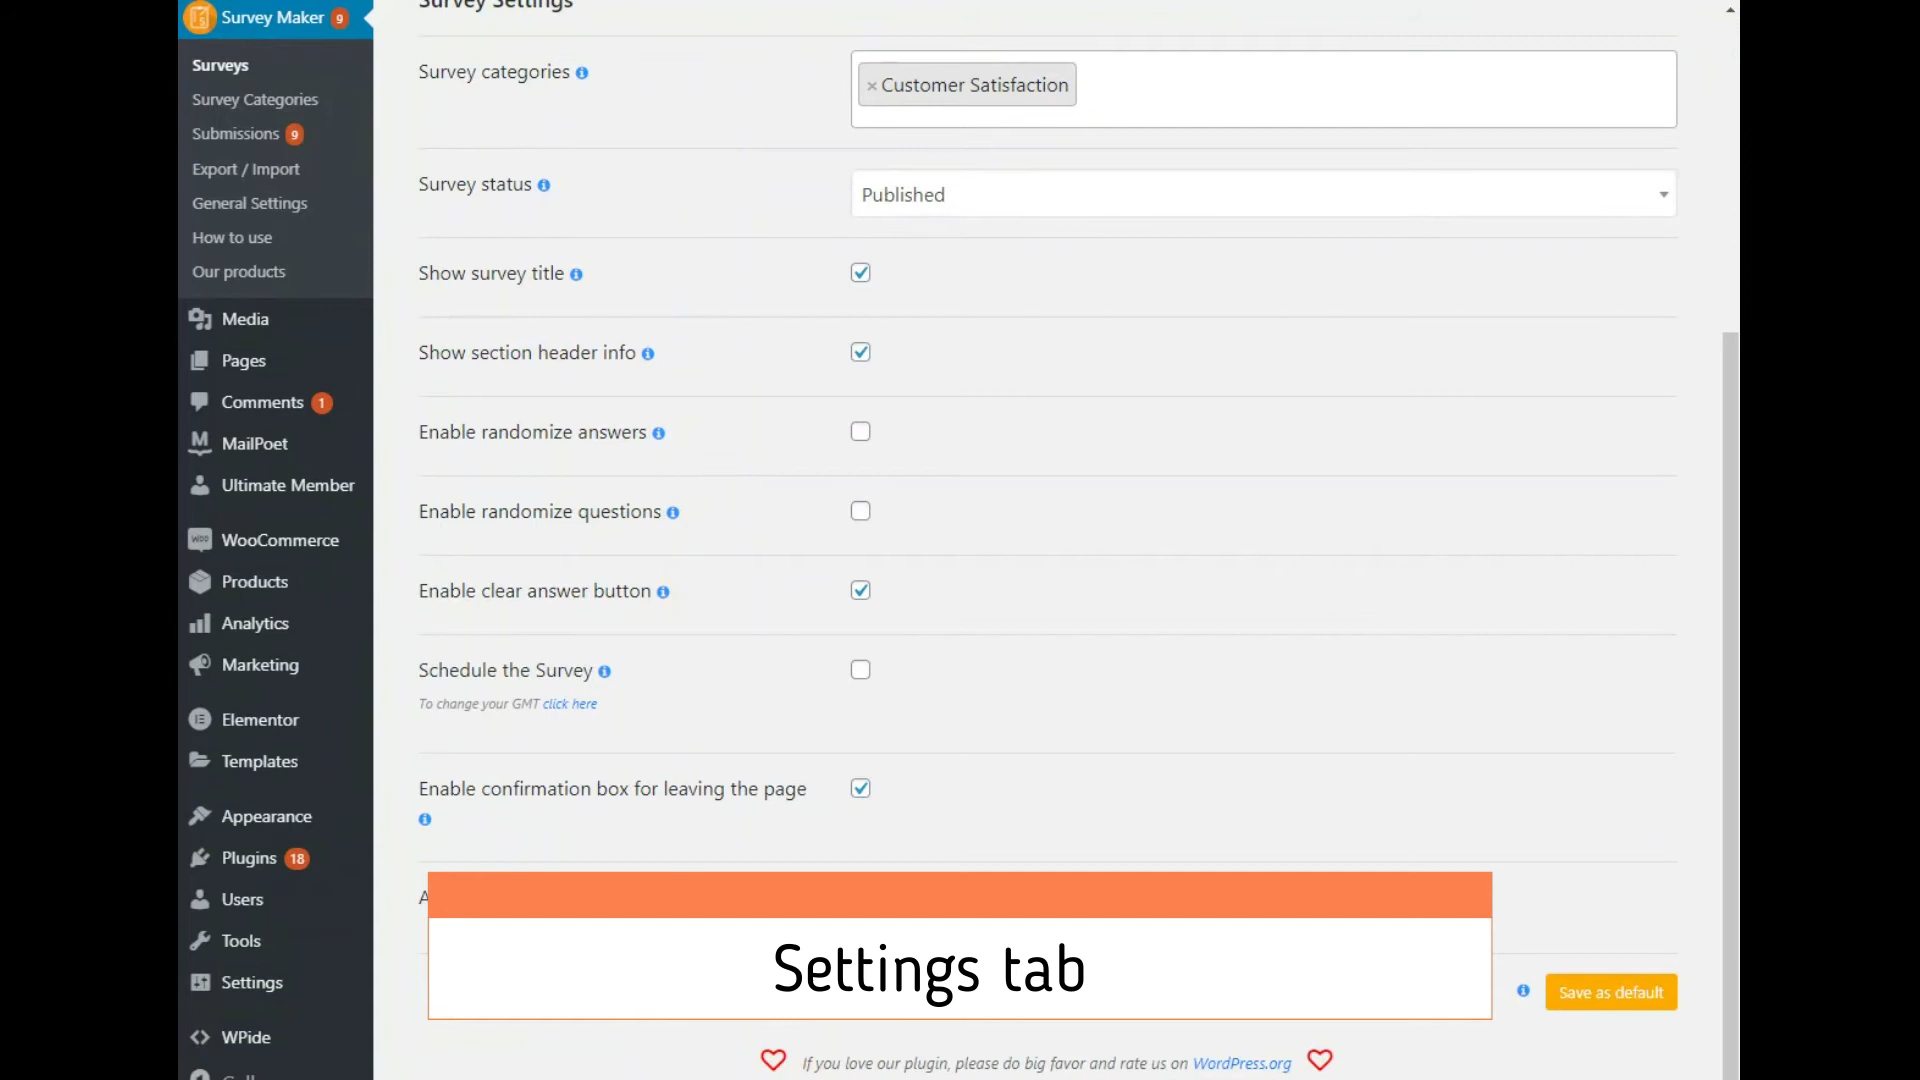 Survey Maker 9
Surveys
Survey Categories
Submissions 9
Export / Import
General Settings
How to use
Our products
Media
Pages
Comments 1
MailPoet
Ultimate Member
WooCommerce
Products
Analytics
Marketing
Elementor
Templates
Appearance
Plugins 18
Users
Tools
Settings
WPide
Survey Settings
Survey categories
× Customer Satisfaction
Survey status
Published
Show survey title
Show section header info
Enable randomize answers
Enable randomize questions
Enable clear answer button
Schedule the Survey
To change your GMT click here
Enable confirmation box for leaving the page
Settings tab
Save as default
If you love our plugin, please do big favor and rate us on WordPress.org